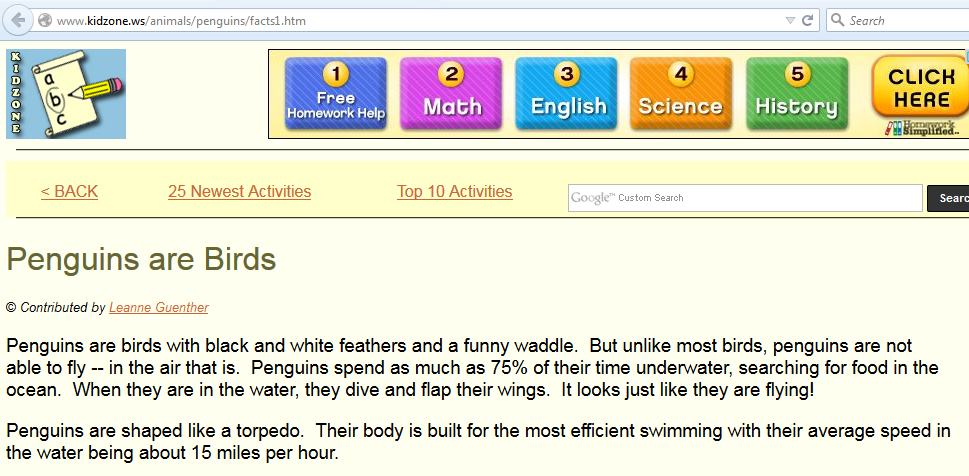 www.kidzone.ws/animals/penguins/facts1.htm
Search
KIDZONE
a
b
c
1
Free
Homework Help
2
Math
3
English
4
Science
5
History
CLICK
HERE
Homework
Simplified..
< BACK
25 Newest Activities
Top 10 Activities
Google™ Custom Search
Searc
Penguins are Birds
© Contributed by Leanne Guenther
Penguins are birds with black and white feathers and a funny waddle.  But unlike most birds, penguins are not
able to fly -- in the air that is.  Penguins spend as much as 75% of their time underwater, searching for food in the
ocean.  When they are in the water, they dive and flap their wings.  It looks just like they are flying!
Penguins are shaped like a torpedo.  Their body is built for the most efficient swimming with their average speed in
the water being about 15 miles per hour.